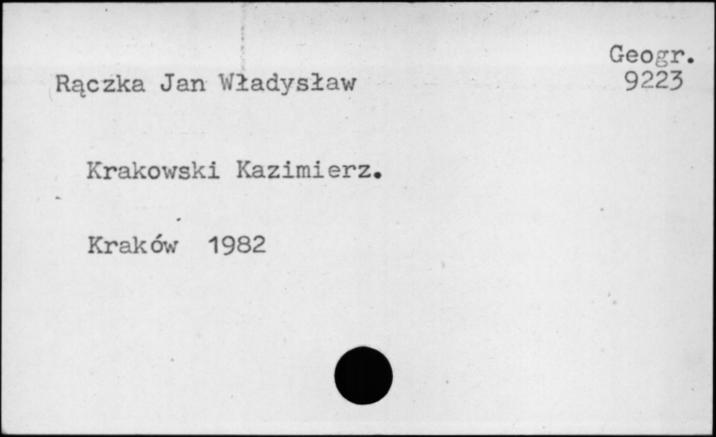 Geogr.
Rączka Jan Władysław 9223
Krakowski Kazimierz.
Kraków 1982